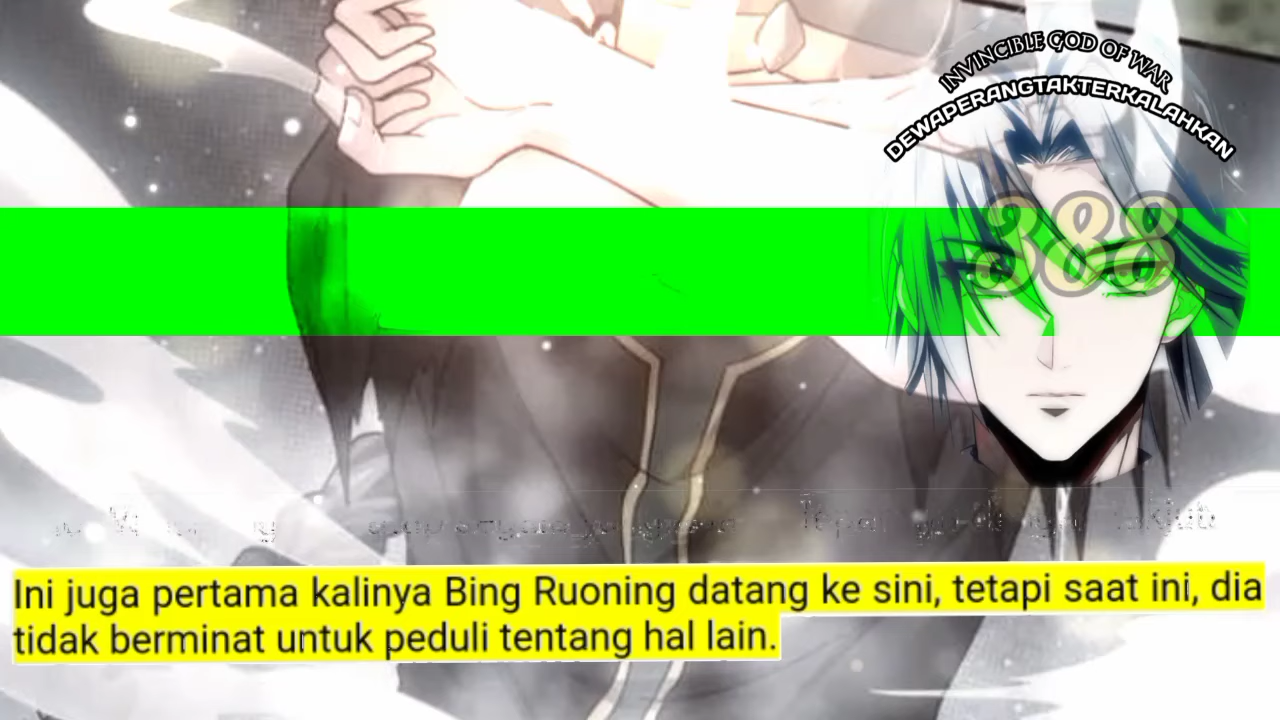 INVINCIBLE GOD OF WAR
DEWAPERANGTAKTERKALAHKAN
388
Ini juga pertama kalinya Bing Ruoning datang ke sini, tetapi saat ini, dia
tidak berminat untuk peduli tentang hal lain.